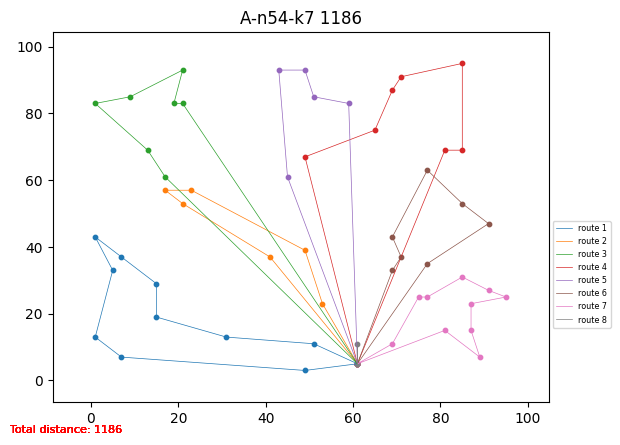 A-n54-k7 1186
100
80
60
40
20
0
0 20 40 60 80 100
route 1
route 2
route 3
route 4
route 5
route 6
route 7
route 8
Total distance: 1186